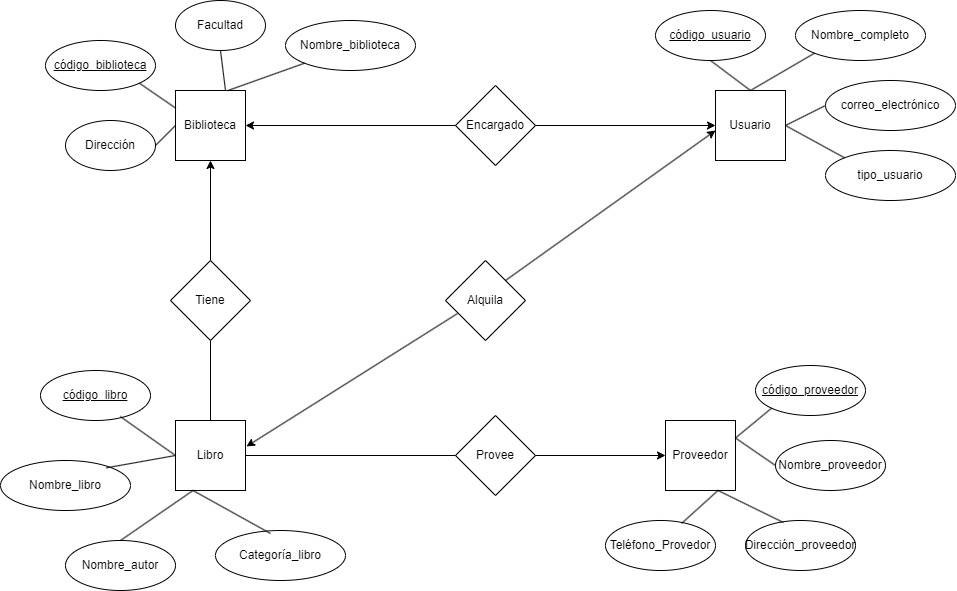 Facultad
Nombre_biblioteca
código_biblioteca
Biblioteca
Dirección
Encargado
código_usuario
Nombre_completo
Usuario
correo_electrónico
tipo_usuario
Tiene
Alquila
código_libro
Libro
Nombre_libro
Nombre_autor
Categoría_libro
Provee
código_proveedor
Proveedor
Nombre_proveedor
Teléfono_Provedor
Dirección_proveedor